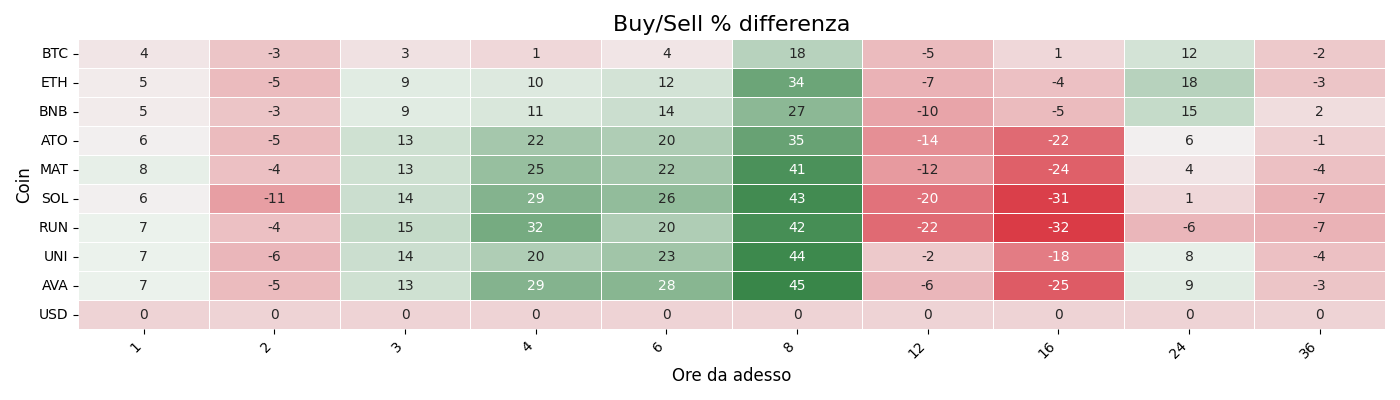 Buy/Sell % differenza
Coin
BTC 4 -3 3 1 4 18 -5 1 12 -2
ETH 5 -5 9 10 12 34 -7 -4 18 -3
BNB 5 -3 9 11 14 27 -10 -5 15 2
ATO 6 -5 13 22 20 35 -14 -22 6 -1
MAT 8 -4 13 25 22 41 -12 -24 4 -4
SOL 6 -11 14 29 26 43 -20 -31 1 -7
RUN 7 -4 15 32 20 42 -22 -32 -6 -7
UNI 7 -6 14 20 23 44 -2 -18 8 -4
AVA 7 -5 13 29 28 45 -6 -25 9 -3
USD 0 0 0 0 0 0 0 0 0 0
1 2 3 4 6 8 12 16 24 36
Ore da adesso